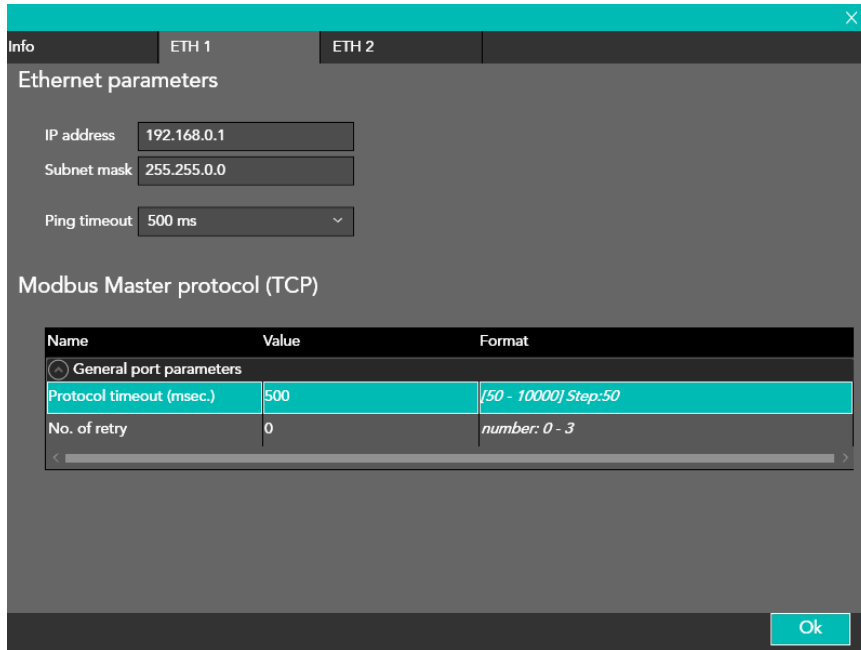 Info ETH 1 ETH 2
Ethernet parameters
IP address 192.168.0.1
Subnet mask 255.255.0.0
Ping timeout 500 ms
Modbus Master protocol (TCP)
Name Value Format
General port parameters
Protocol timeout (msec.) 500 [50 - 10000] Step:50
No. of retry 0 number: 0 - 3
Ok